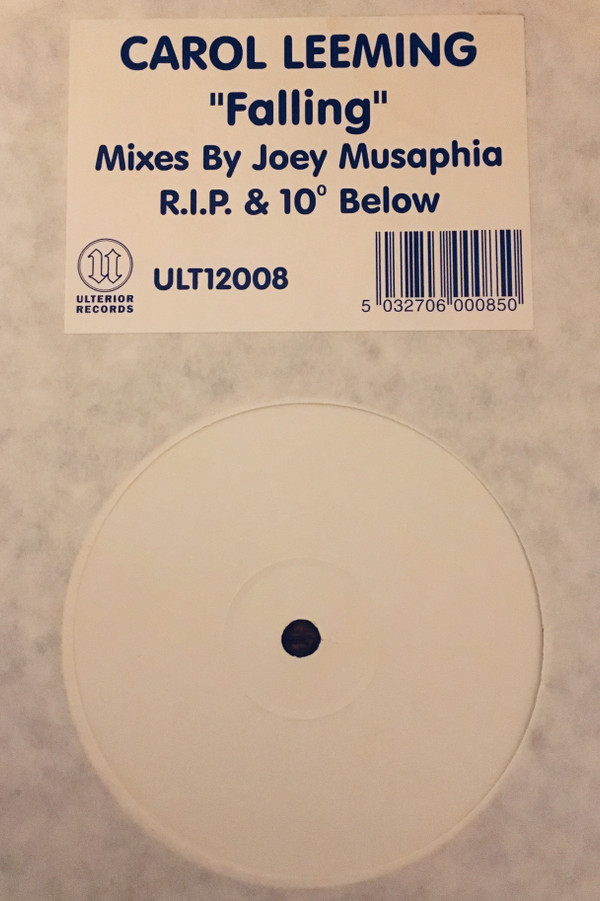 CAROL LEEMING
"Falling"
Mixes By Joey Musaphia
R.I.P. & 10° Below
U
ULTERIOR
RECORDS
ULT12008
5 032706 000850